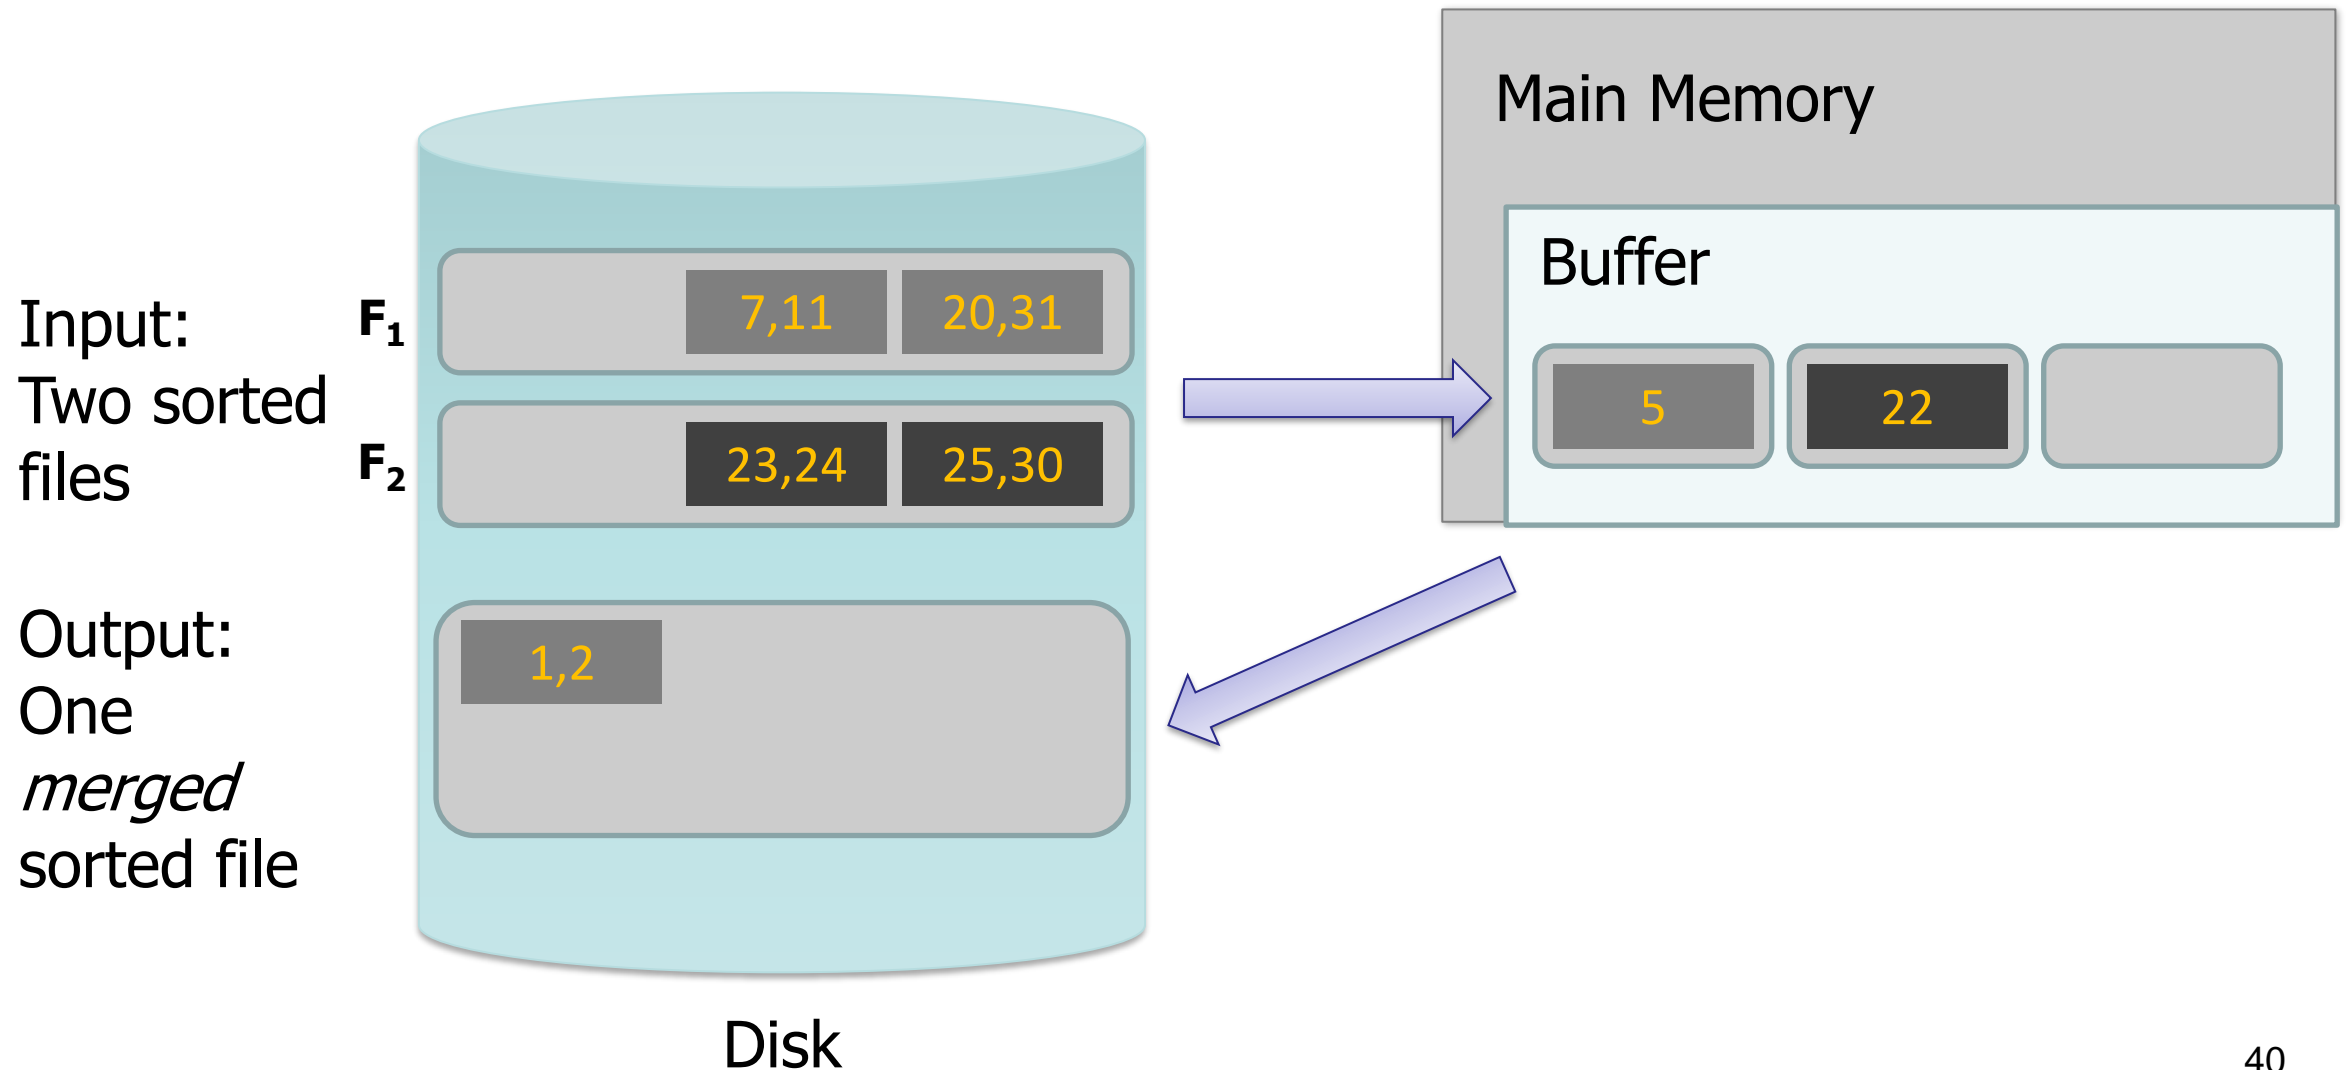 Main Memory
Buffer
Input:
Two sorted
files
F1
7,11
20,31
F2
23,24
25,30
5
22
Output:
One
merged
sorted file
1,2
Disk
40